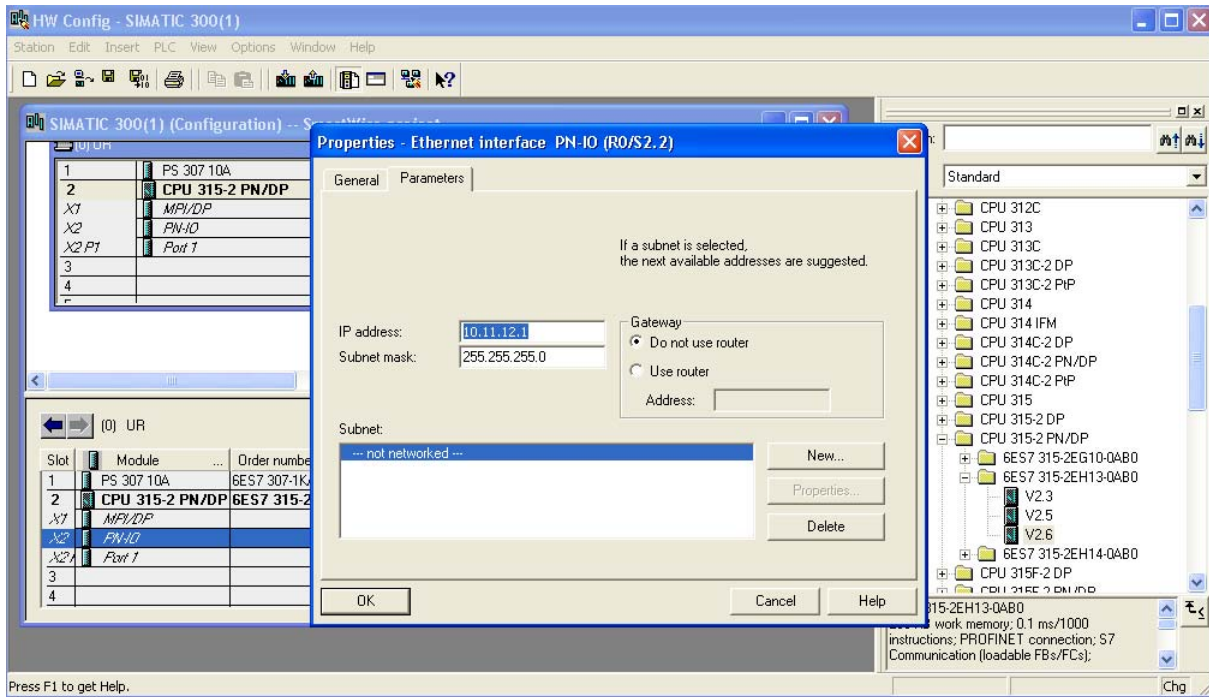 HW Config - SIMATIC 300(1)
Station Edit Insert PLC View Options Window Help
SIMATIC 300(1) (Configuration) --
(0) UR
1 PS 307 10A
2 CPU 315-2 PN/DP
X1 MPI/DP
X2 PN-IO
X2 P1 Port 1
3
4
Properties - Ethernet interface PN-IO (R0/S2.2)
General Parameters
If a subnet is selected,
the next available addresses are suggested.
IP address: 10.11.12.1
Subnet mask: 255.255.255.0
Gateway
Do not use router
Use router
Address:
Subnet:
--- not networked ---
New...
Properties...
Delete
OK Cancel Help
(0) UR
Slot Module ... Order numbe
1 PS 307 10A 6ES7 307-1K
2 CPU 315-2 PN/DP 6ES7 315-2
X1 MPI/DP
X2 PN-IO
X2 Port 1
3
4
Standard
CPU 312C
CPU 313
CPU 313C
CPU 313C-2 DP
CPU 313C-2 PtP
CPU 314
CPU 314 IFM
CPU 314C-2 DP
CPU 314C-2 PN/DP
CPU 314C-2 PtP
CPU 315
CPU 315-2 DP
CPU 315-2 PN/DP
6ES7 315-2EG10-0AB0
6ES7 315-2EH13-0AB0
V2.3
V2.5
V2.6
6ES7 315-2EH14-0AB0
CPU 315F-2 DP
CPU 315F-2 PN/DP
315-2EH13-0AB0
work memory; 0.1 ms/1000
instructions; PROFINET connection; S7
Communication (loadable FBs/FCs);
Press F1 to get Help.
Chg